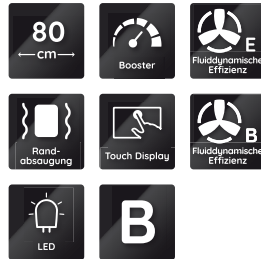 80
cm
Booster
E
Fluiddynamische
Effizienz
Rand-
absaugung
Touch Display
B
Fluiddynamische
Effizienz
LED
B